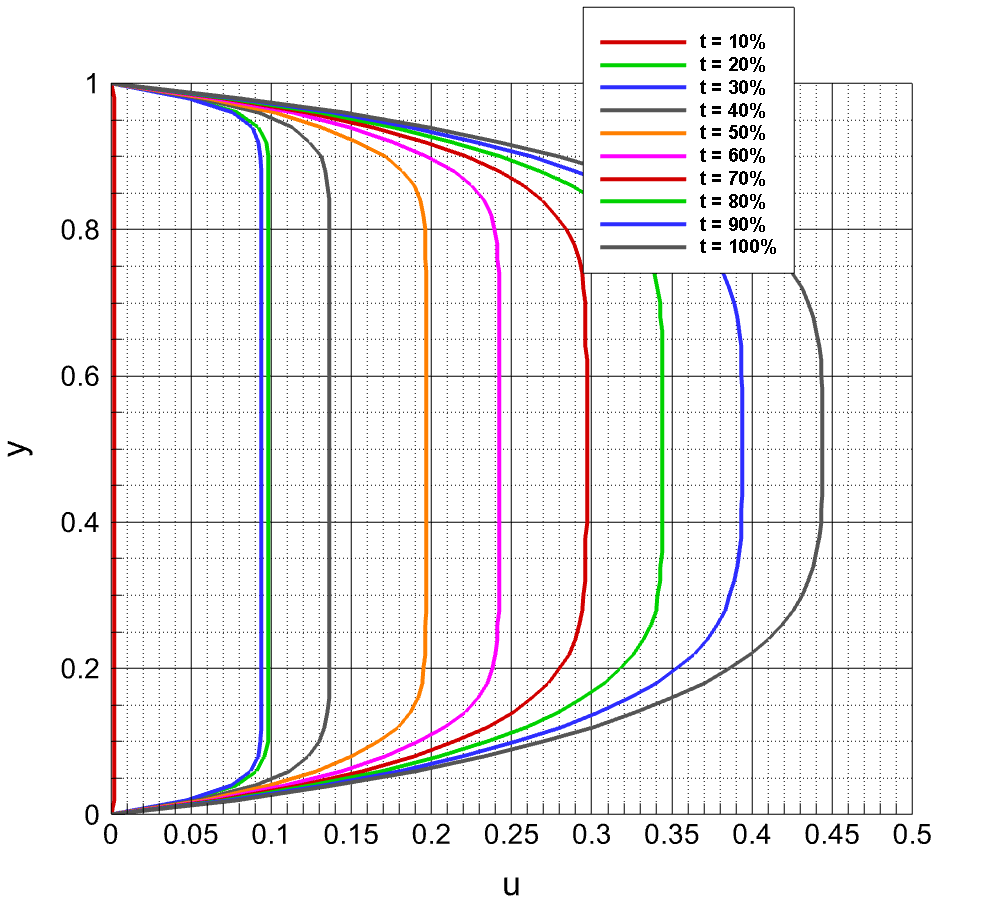 t = 10%
t = 20%
t = 30%
t = 40%
t = 50%
t = 60%
t = 70%
t = 80%
t = 90%
t = 100%
1
0.8
0.6
y
0.4
0.2
0
0 0.05 0.1 0.15 0.2 0.25 0.3 0.35 0.4 0.45 0.5
u